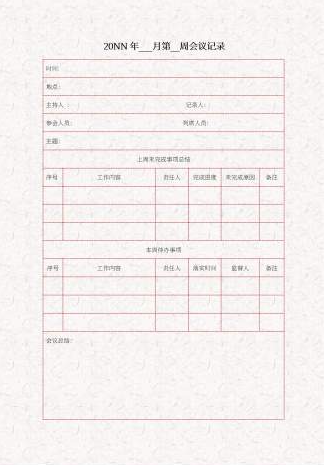 20NN 年___月第__周会议记录
时间:
地点:
主持人： 记录人:
参会人员: 列席人员:
主题:
上周未完成事项总结
序号 工作内容 责任人 完成进度 未完成原因 备注
本周待办事项
序号 工作内容 责任人 落实时间 监督人 备注
会议总结: